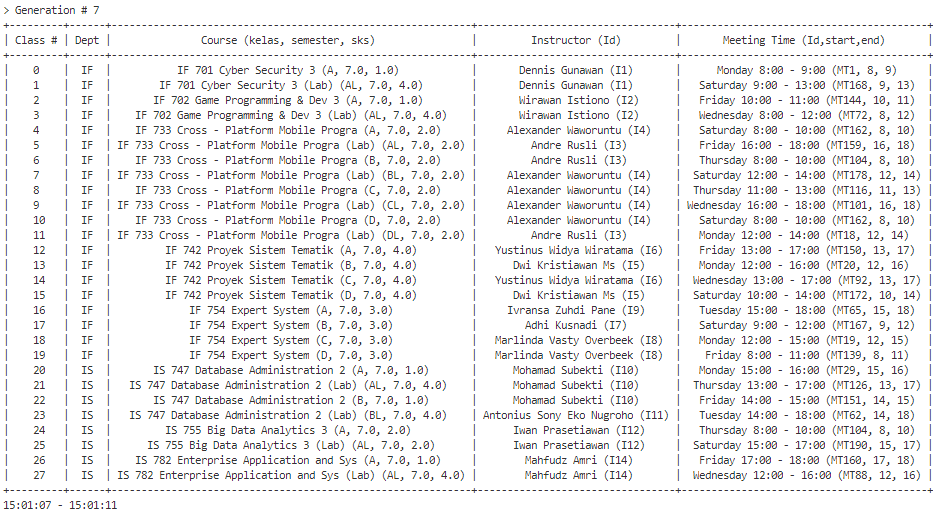 > Generation # 7
+---------+------+------------------------------------------------------+------------------------------+-------------------------------------+
| Class # | Dept | Course (kelas, semester, sks) | Instructor (Id) | Meeting Time (Id,start,end) |
+---------+------+------------------------------------------------------+------------------------------+-------------------------------------+
| 0 | IF | IF 701 Cyber Security 3 (A, 7.0, 1.0) | Dennis Gunawan (I1) | Monday 8:00 - 9:00 (MT1, 8, 9) |
| 1 | IF | IF 701 Cyber Security 3 (Lab) (AL, 7.0, 4.0) | Dennis Gunawan (I1) | Saturday 9:00 - 13:00 (MT168, 9, 13) |
| 2 | IF | IF 702 Game Programming & Dev 3 (A, 7.0, 1.0) | Wirawan Istiono (I2) | Friday 10:00 - 11:00 (MT144, 10, 11) |
| 3 | IF | IF 702 Game Programming & Dev 3 (Lab) (AL, 7.0, 4.0) | Wirawan Istiono (I2) | Wednesday 8:00 - 12:00 (MT72, 8, 12) |
| 4 | IF | IF 733 Cross - Platform Mobile Progra (A, 7.0, 2.0) | Alexander Waworuntu (I4) | Saturday 8:00 - 10:00 (MT162, 8, 10) |
| 5 | IF | IF 733 Cross - Platform Mobile Progra (Lab) (AL, 7.0, 2.0) | Andre Rusli (I3) | Friday 16:00 - 18:00 (MT159, 16, 18) |
| 6 | IF | IF 733 Cross - Platform Mobile Progra (B, 7.0, 2.0) | Andre Rusli (I3) | Thursday 8:00 - 10:00 (MT104, 8, 10) |
| 7 | IF | IF 733 Cross - Platform Mobile Progra (Lab) (BL, 7.0, 2.0) | Alexander Waworuntu (I4) | Saturday 12:00 - 14:00 (MT178, 12, 14) |
| 8 | IF | IF 733 Cross - Platform Mobile Progra (C, 7.0, 2.0) | Alexander Waworuntu (I4) | Thursday 11:00 - 13:00 (MT116, 11, 13) |
| 9 | IF | IF 733 Cross - Platform Mobile Progra (Lab) (CL, 7.0, 2.0) | Alexander Waworuntu (I4) | Wednesday 16:00 - 18:00 (MT101, 16, 18) |
| 10 | IF | IF 733 Cross - Platform Mobile Progra (D, 7.0, 2.0) | Alexander Waworuntu (I4) | Saturday 8:00 - 10:00 (MT162, 8, 10) |
| 11 | IF | IF 733 Cross - Platform Mobile Progra (Lab) (DL, 7.0, 2.0) | Andre Rusli (I3) | Monday 12:00 - 14:00 (MT18, 12, 14) |
| 12 | IF | IF 742 Proyek Sistem Tematik (A, 7.0, 4.0) | Yustinus Widya Wiratama (I6) | Friday 13:00 - 17:00 (MT150, 13, 17) |
| 13 | IF | IF 742 Proyek Sistem Tematik (B, 7.0, 4.0) | Dwi Kristiawan Ms (I5) | Monday 12:00 - 16:00 (MT20, 12, 16) |
| 14 | IF | IF 742 Proyek Sistem Tematik (C, 7.0, 4.0) | Yustinus Widya Wiratama (I6) | Wednesday 13:00 - 17:00 (MT92, 13, 17) |
| 15 | IF | IF 742 Proyek Sistem Tematik (D, 7.0, 4.0) | Dwi Kristiawan Ms (I5) | Saturday 10:00 - 14:00 (MT172, 10, 14) |
| 16 | IF | IF 754 Expert System (A, 7.0, 3.0) | Ivransa Zuhdi Pane (I9) | Tuesday 15:00 - 18:00 (MT65, 15, 18) |
| 17 | IF | IF 754 Expert System (B, 7.0, 3.0) | Adhi Kusnadi (I7) | Saturday 9:00 - 12:00 (MT167, 9, 12) |
| 18 | IF | IF 754 Expert System (C, 7.0, 3.0) | Marlinda Vasty Overbeek (I8) | Monday 12:00 - 15:00 (MT19, 12, 15) |
| 19 | IF | IF 754 Expert System (D, 7.0, 3.0) | Marlinda Vasty Overbeek (I8) | Friday 8:00 - 11:00 (MT139, 8, 11) |
| 20 | IS | IS 747 Database Administration 2 (A, 7.0, 1.0) | Mohamad Subekti (I10) | Monday 15:00 - 16:00 (MT29, 15, 16) |
| 21 | IS | IS 747 Database Administration 2 (Lab) (AL, 7.0, 4.0) | Mohamad Subekti (I10) | Thursday 13:00 - 17:00 (MT126, 13, 17) |
| 22 | IS | IS 747 Database Administration 2 (B, 7.0, 1.0) | Mohamad Subekti (I10) | Friday 14:00 - 15:00 (MT151, 14, 15) |
| 23 | IS | IS 747 Database Administration 2 (Lab) (BL, 7.0, 4.0) | Antonius Sony Eko Nugroho (I11) | Tuesday 14:00 - 18:00 (MT62, 14, 18) |
| 24 | IS | IS 755 Big Data Analytics 3 (A, 7.0, 2.0) | Iwan Prasetiawan (I12) | Thursday 8:00 - 10:00 (MT104, 8, 10) |
| 25 | IS | IS 755 Big Data Analytics 3 (Lab) (AL, 7.0, 2.0) | Iwan Prasetiawan (I12) | Saturday 15:00 - 17:00 (MT190, 15, 17) |
| 26 | IS | IS 782 Enterprise Application and Sys (A, 7.0, 1.0) | Mahfudz Amri (I14) | Friday 17:00 - 18:00 (MT160, 17, 18) |
| 27 | IS | IS 782 Enterprise Application and Sys (Lab) (AL, 7.0, 4.0) | Mahfudz Amri (I14) | Wednesday 12:00 - 16:00 (MT88, 12, 16) |
+---------+------+------------------------------------------------------+------------------------------+-------------------------------------+
15:01:07 - 15:01:11